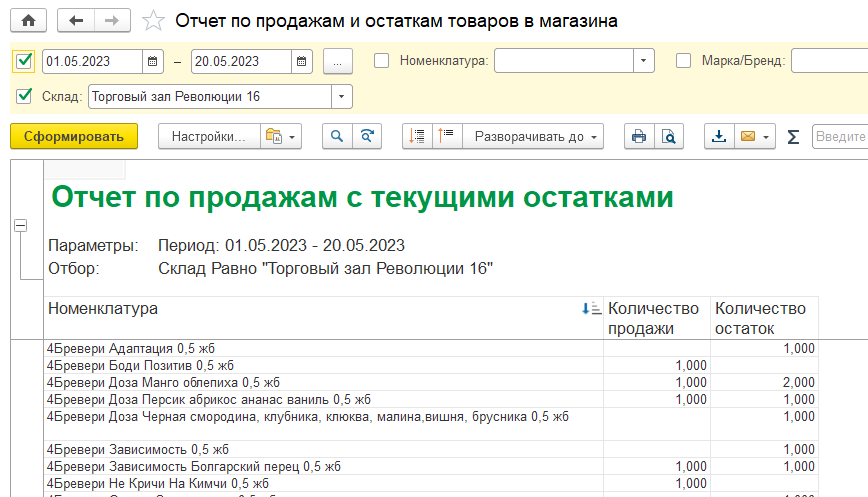 Отчет по продажам и остаткам товаров в магазина
01.05.2023 – 20.05.2023 ... Номенклатура: Марка/Бренд:
Склад: Торговый зал Революции 16
Сформировать Настройки... Разворачивать до Σ Введите
Отчет по продажам с текущими остатками
Параметры: Период: 01.05.2023 - 20.05.2023
Отбор: Склад Равно "Торговый зал Революции 16"
Номенклатура Количество продажи Количество остаток
4Бревери Адаптация 0,5 жб 1,000
4Бревери Боди Позитив 0,5 жб 1,000
4Бревери Доза Манго облепиха 0,5 жб 1,000 2,000
4Бревери Доза Персик абрикос ананас ваниль 0,5 жб 1,000 1,000
4Бревери Доза Черная смородина, клубника, клюква, малина,вишня, брусника 0,5 жб 1,000
4Бревери Зависимость 0,5 жб 1,000
4Бревери Зависимость Болгарский перец 0,5 жб 1,000 1,000
4Бревери Не Кричи На Кимчи 0,5 жб 1,000